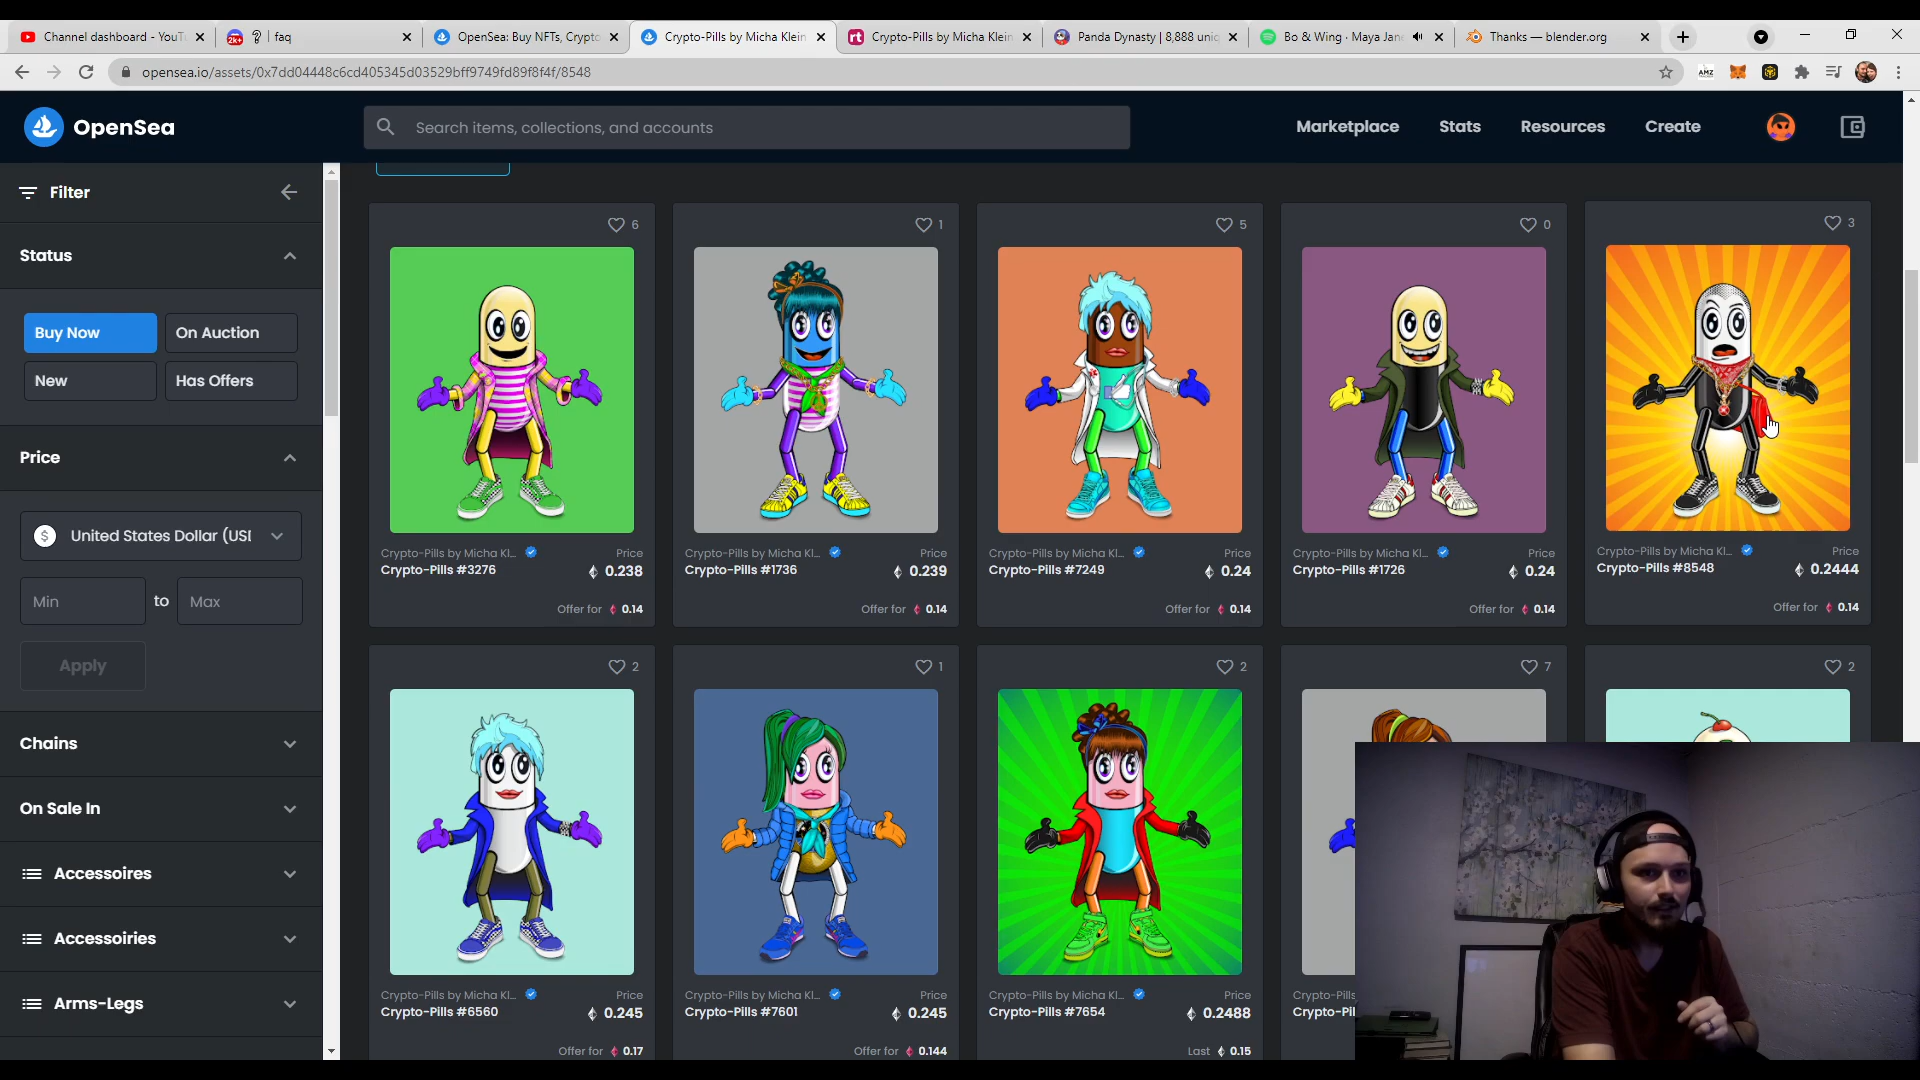 Channel dashboard - YouTu
2k+
? | faq
OpenSea: Buy NFTs, Crypto
Crypto-Pills by Micha Klein
rt
Crypto-Pills by Micha Klein
Panda Dynasty | 8,888 uniq
Bo & Wing · Maya Jane
Thanks — blender.org
opensea.io/assets/0x7dd04448c6cd405345d03529bff9749fd89f8f4f/8548
AMZ
OpenSea
Search items, collections, and accounts
Marketplace
Stats
Resources
Create
Filter
Status
Buy Now
On Auction
New
Has Offers
Price
$
United States Dollar (USI
Min
to
Max
Apply
Chains
On Sale In
Accessoires
Accessoiries
Arms-Legs
6
Crypto-Pills by Micha Kl...
Price
Crypto-Pills #3276
0.238
Offer for 0.14
1
Crypto-Pills by Micha Kl...
Price
Crypto-Pills #1736
0.239
Offer for 0.14
5
Crypto-Pills by Micha Kl...
Price
Crypto-Pills #7249
0.24
Offer for 0.14
0
Crypto-Pills by Micha Kl...
Price
Crypto-Pills #1726
0.24
Offer for 0.14
3
Crypto-Pills by Micha Kl...
Price
Crypto-Pills #8548
0.2444
Offer for 0.14
2
Crypto-Pills by Micha Kl...
Price
Crypto-Pills #6560
0.245
Offer for 0.17
1
Crypto-Pills by Micha Kl...
Price
Crypto-Pills #7601
0.245
Offer for 0.144
2
Crypto-Pills by Micha Kl...
Price
Crypto-Pills #7654
0.2488
Last 0.15
7
Crypto-Pills
Crypto-Pil
2